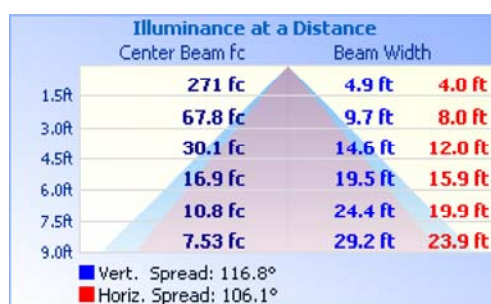 Illuminance at a Distance
Center Beam fc Beam Width
1.5ft 271 fc 4.9 ft 4.0 ft
3.0ft 67.8 fc 9.7 ft 8.0 ft
4.5ft 30.1 fc 14.6 ft 12.0 ft
6.0ft 16.9 fc 19.5 ft 15.9 ft
7.5ft 10.8 fc 24.4 ft 19.9 ft
9.0ft 7.53 fc 29.2 ft 23.9 ft
Vert. Spread: 116.8°
Horiz. Spread: 106.1°